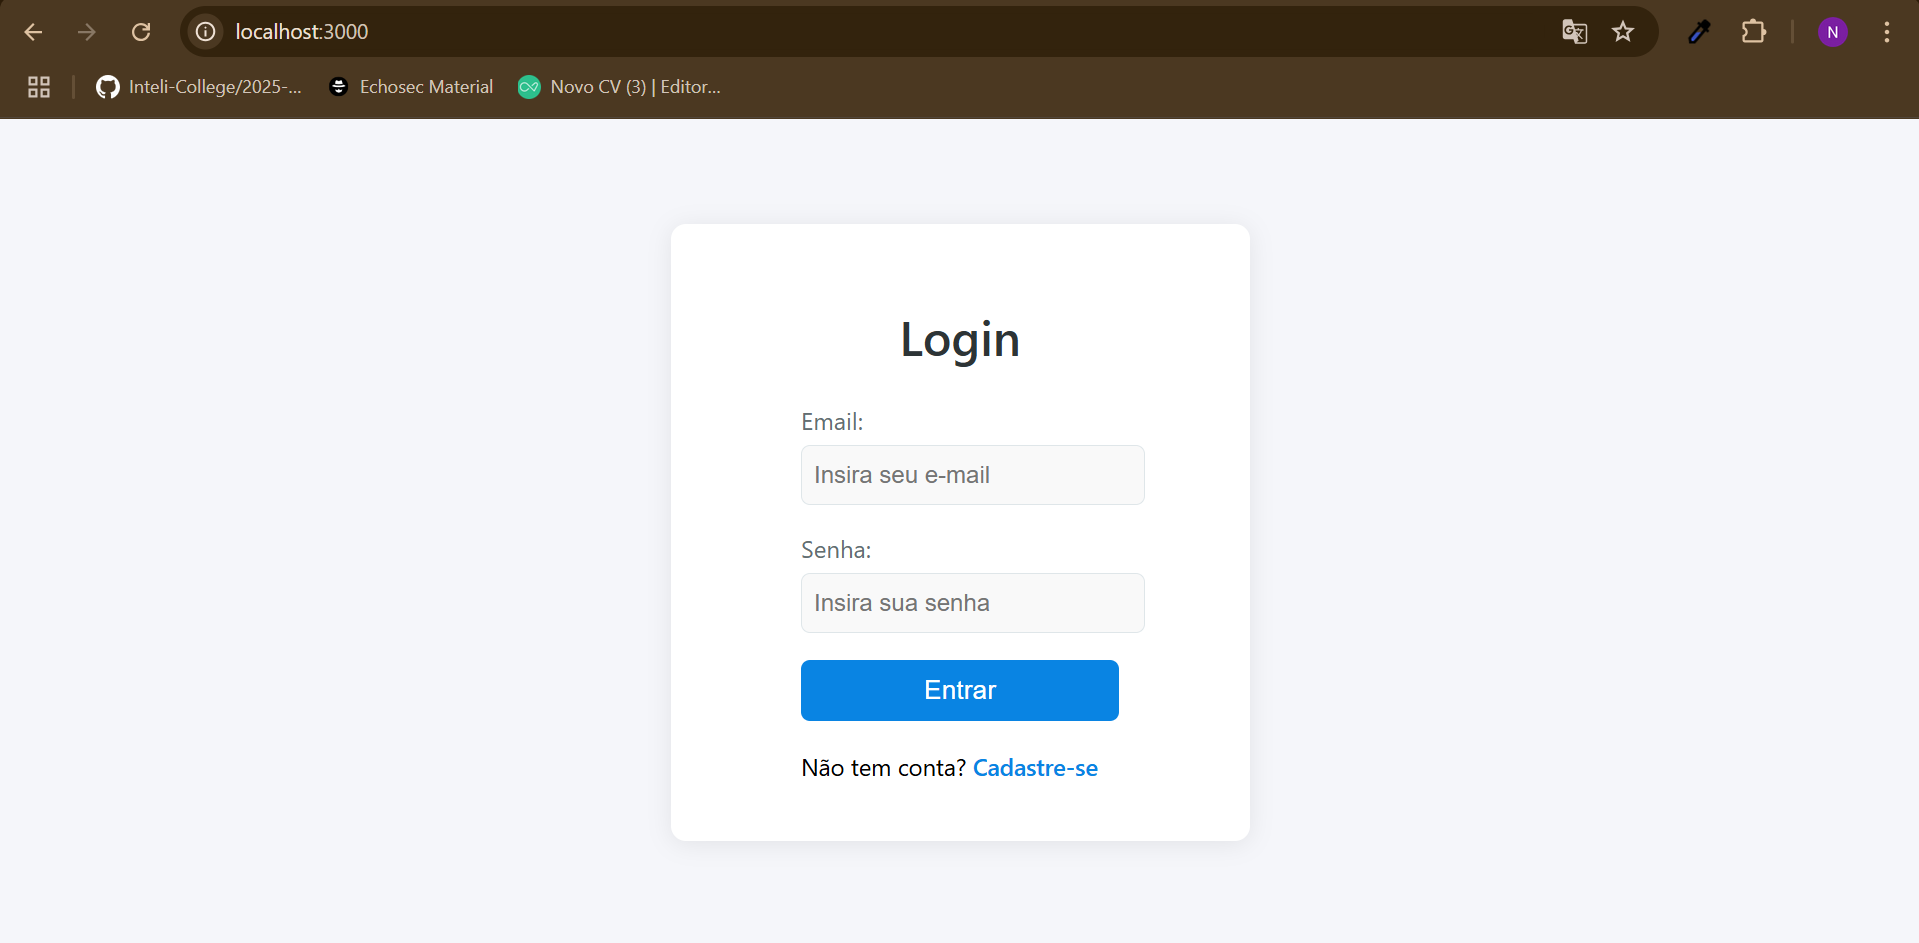 localhost:3000
N
Inteli-College/2025-...
Echosec Material
Novo CV (3) | Editor...
Login
Email:
Insira seu e-mail
Senha:
Insira sua senha
Entrar
Não tem conta? Cadastre-se